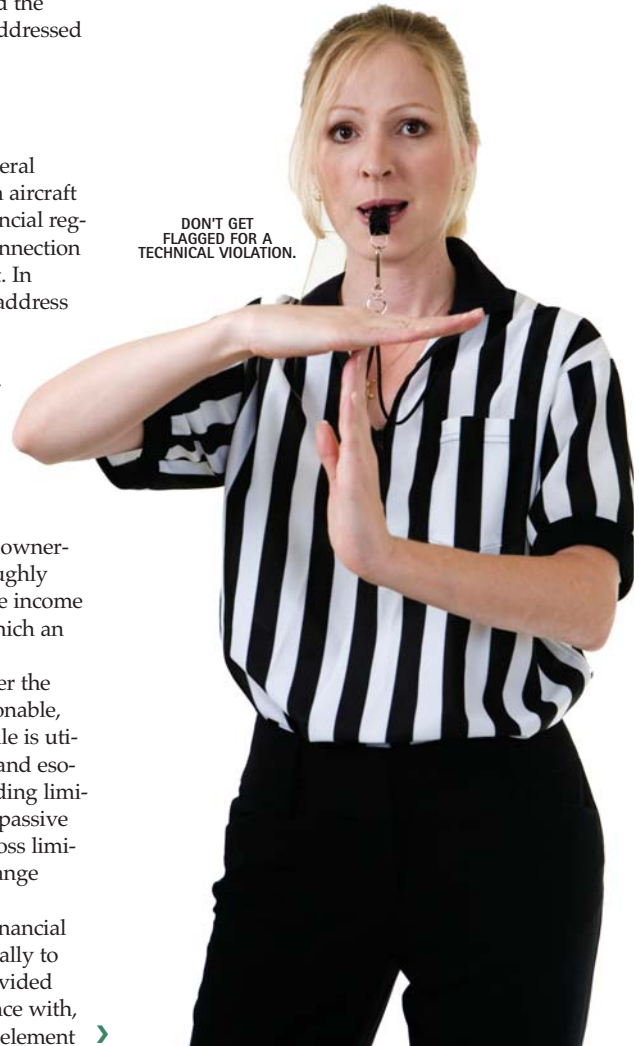 d the
ddressed
eral
aircraft
ncial reg-
nnection
. In
address
owner-
ughly
e income
hich an
er the
onable,
le is uti-
and eso-
ding limi-
passive
oss limi-
ange
nancial
ally to
vided
ce with,
element
DON'T GET
FLAGGED FOR A
TECHNICAL VIOLATION.